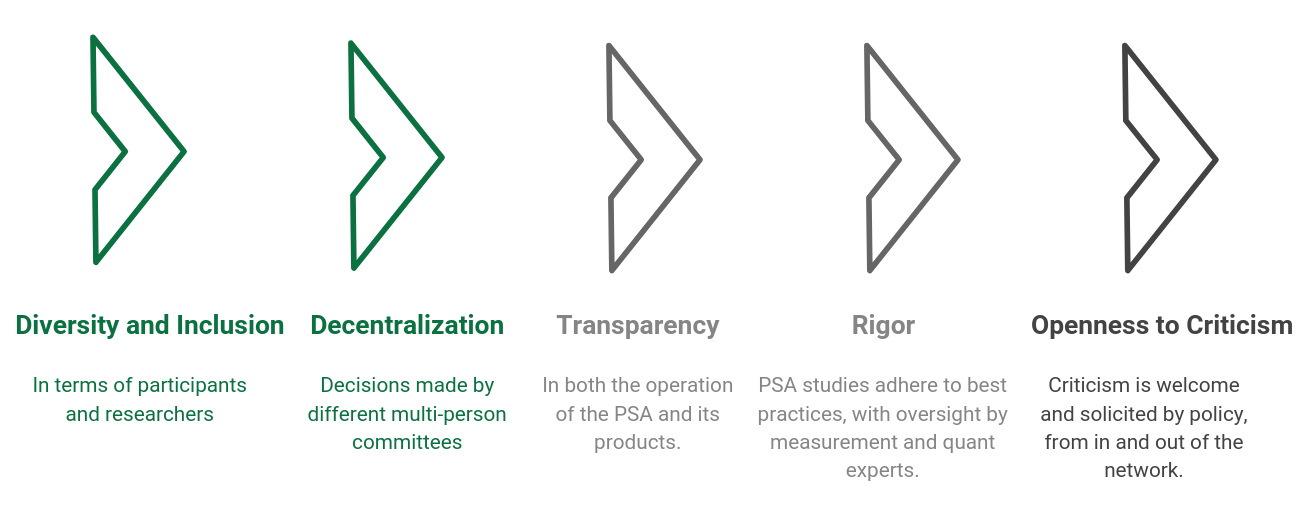 Diversity and Inclusion
In terms of participants
and researchers
Decentralization
Decisions made by
different multi-person
committees
Transparency
In both the operation
of the PSA and its
products.
Rigor
PSA studies adhere to best
practices, with oversight by
measurement and quant
experts.
Openness to Criticism
Criticism is welcome
and solicited by policy,
from in and out of the
network.